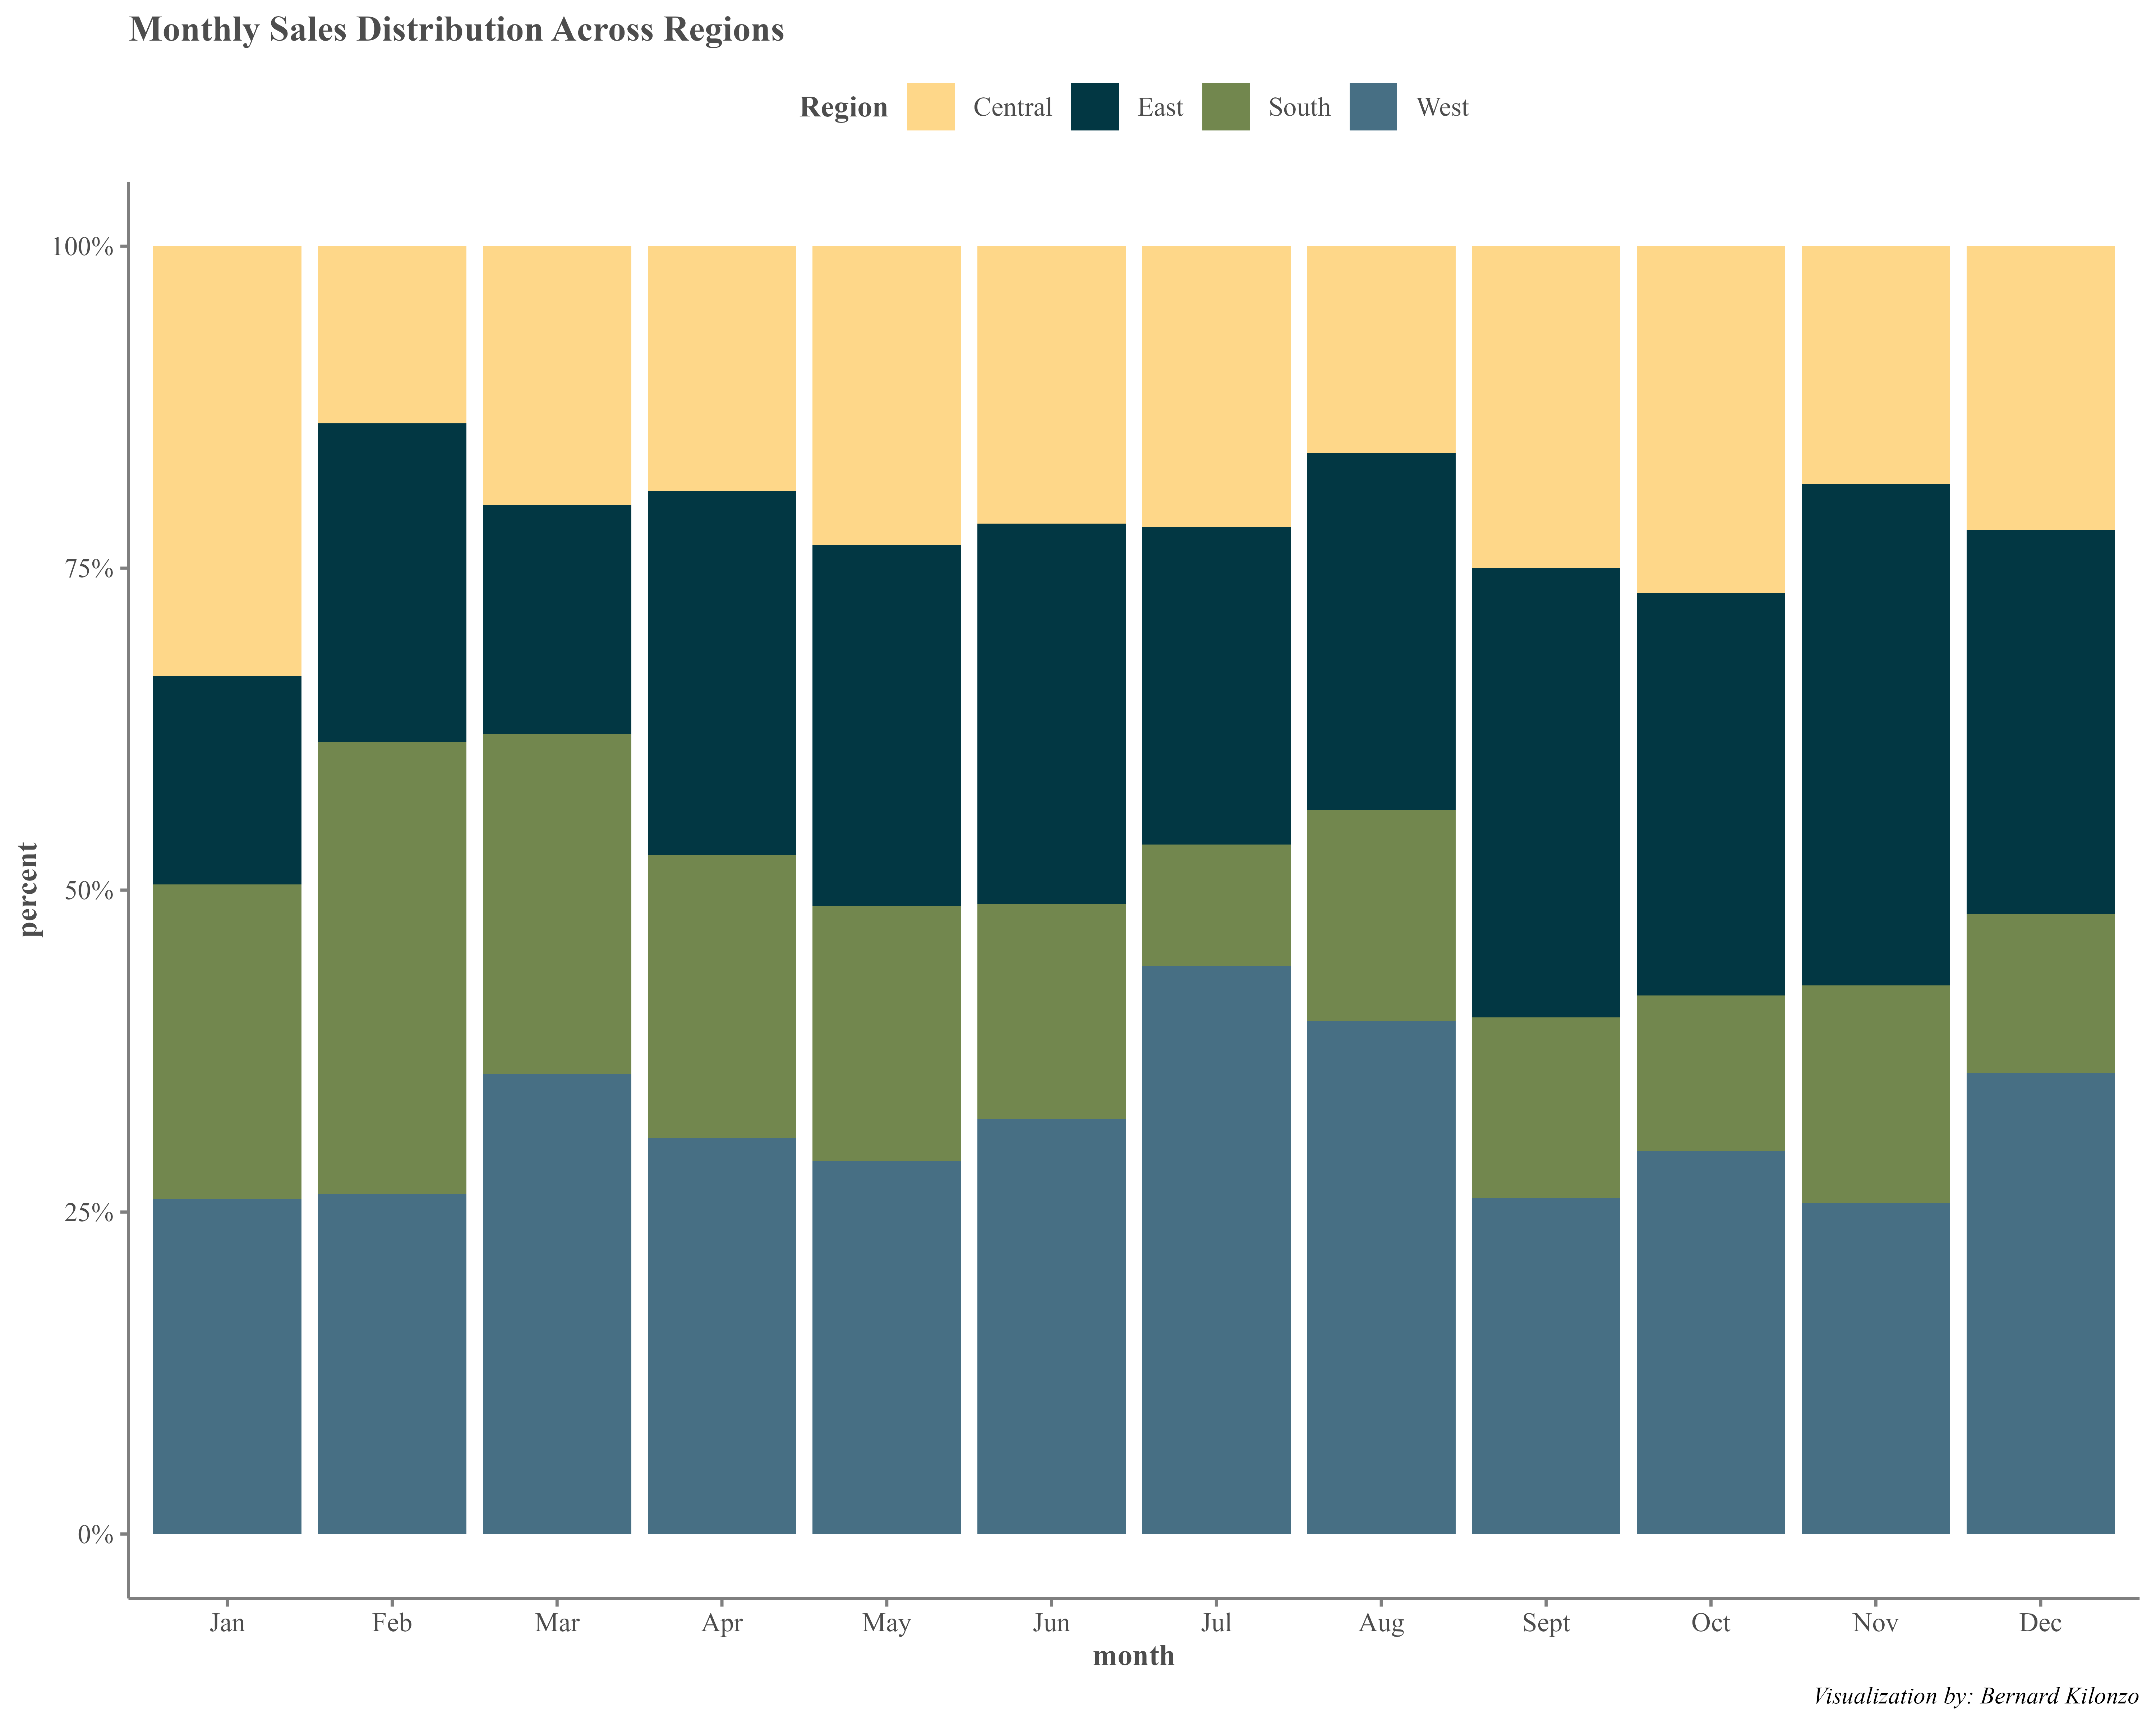 Monthly Sales Distribution Across Regions
Region Central East South West
100%
75%
50%
25%
0%
percent
Jan Feb Mar Apr May Jun Jul Aug Sept Oct Nov Dec
month
Visualization by: Bernard Kilonzo